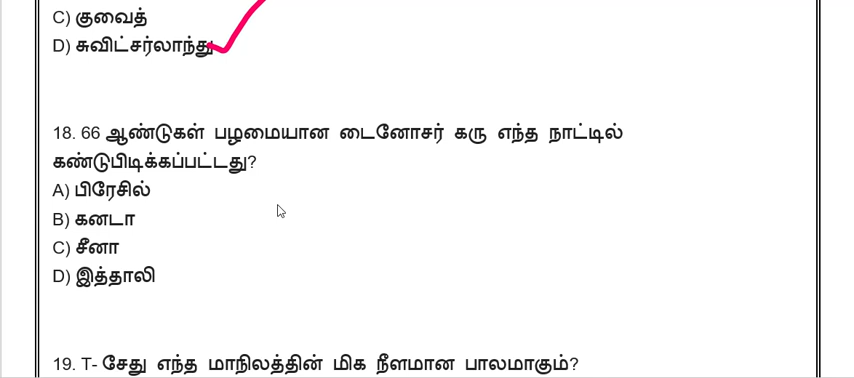 C) குவைத்
D) சுவிட்சர்லாந்து
18. 66 ஆண்டுகள் பழமையான டைனோசர் கரு எந்த நாட்டில்
கண்டுபிடிக்கப்பட்டது?
A) பிரேசில்
B) கனடா
C) சீனா
D) இத்தாலி
19. T- சேது எந்த மாநிலத்தின் மிக நீளமான பாலமாகும்?